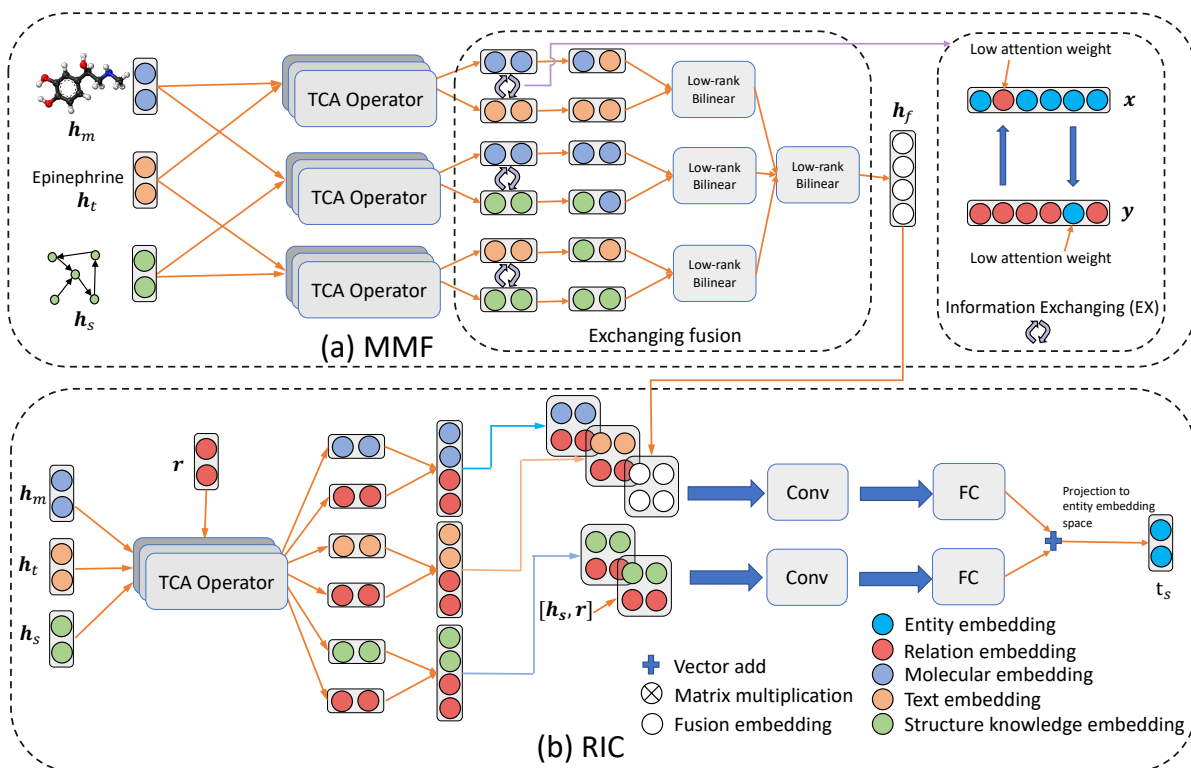 h_m
Epinephrine
h_t
h_s
TCA Operator
TCA Operator
TCA Operator
Low-rank
Bilinear
Low-rank
Bilinear
Low-rank
Bilinear
Low-rank
Bilinear
Exchanging fusion
h_f
Low attention weight
x
y
Low attention weight
Information Exchanging (EX)
(a) MMF
h_m
h_t
h_s
r
TCA Operator
[h_s, r]
Conv
FC
Conv
FC
Projection to
entity embedding
space
t_s
Vector add
Matrix multiplication
Fusion embedding
Entity embedding
Relation embedding
Molecular embedding
Text embedding
Structure knowledge embedding
(b) RIC